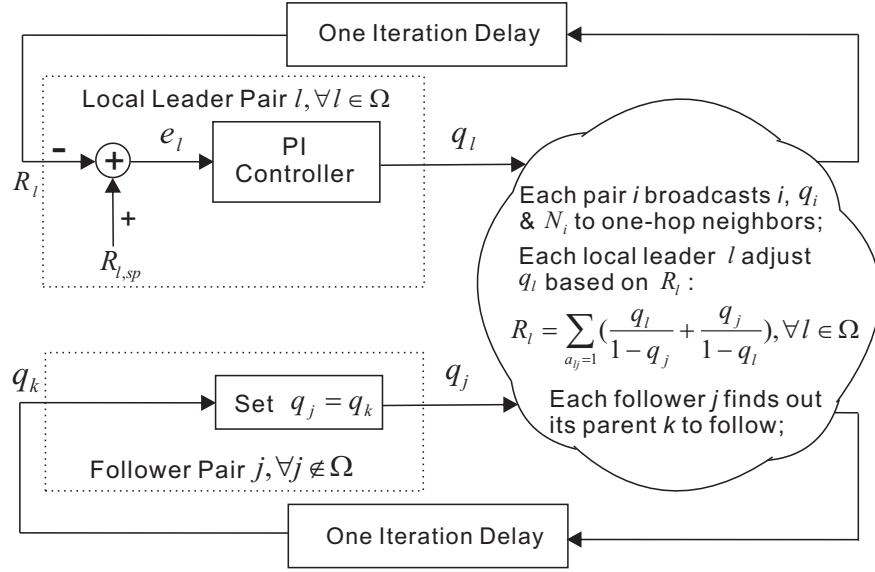 One Iteration Delay
Local Leader Pair l, ∀l ∈ Ω
-
R_l
+
e_l
PI
Controller
q_l
+
R_{l,sp}
Each pair i broadcasts i, q_i
& N_i to one-hop neighbors;
Each local leader l adjust
q_l based on R_l :
R_l = ∑_{a_{lj}=1} ( q_l / (1 - q_j) + q_j / (1 - q_l) ), ∀l ∈ Ω
Each follower j finds out
its parent k to follow;
q_k
Set q_j = q_k
q_j
Follower Pair j, ∀j ∉ Ω
One Iteration Delay